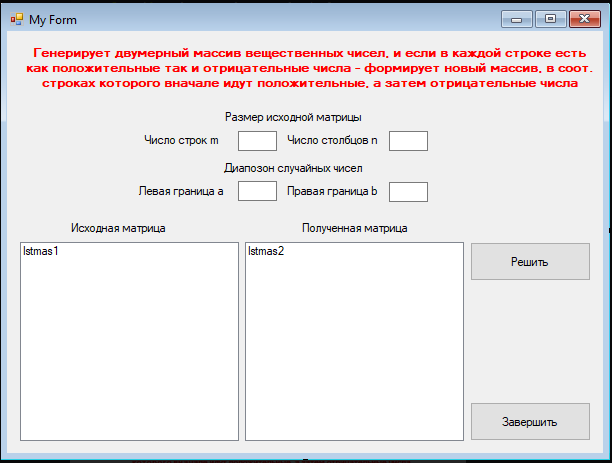 My Form
Генерирует двумерный массив вещественных чисел, и если в каждой строке есть
как положительные так и отрицательные числа - формирует новый массив, в соот.
строках которого вначале идут положительные, а затем отрицательные числа
Размер исходной матрицы
Число строк m Число столбцов n
Диапозон случайных чисел
Левая граница a Правая граница b
Исходная матрица Полученная матрица
lstmas1 lstmas2
Решить
Завершить